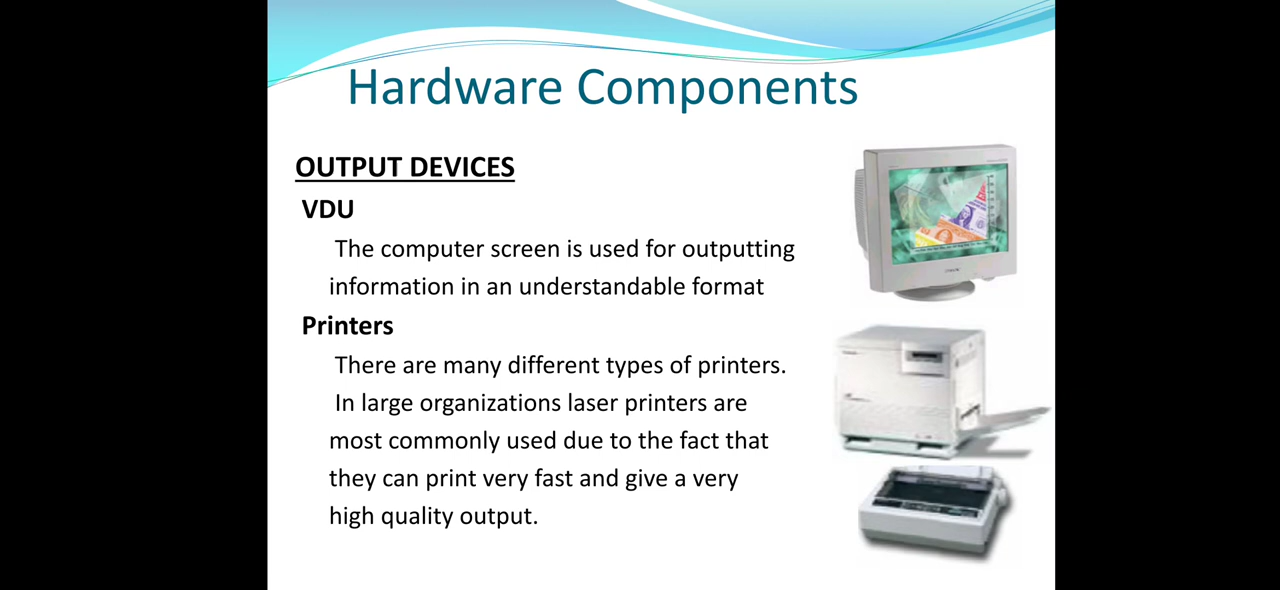 Hardware Components
OUTPUT DEVICES
VDU
The computer screen is used for outputting
information in an understandable format
Printers
There are many different types of printers.
In large organizations laser printers are
most commonly used due to the fact that
they can print very fast and give a very
high quality output.